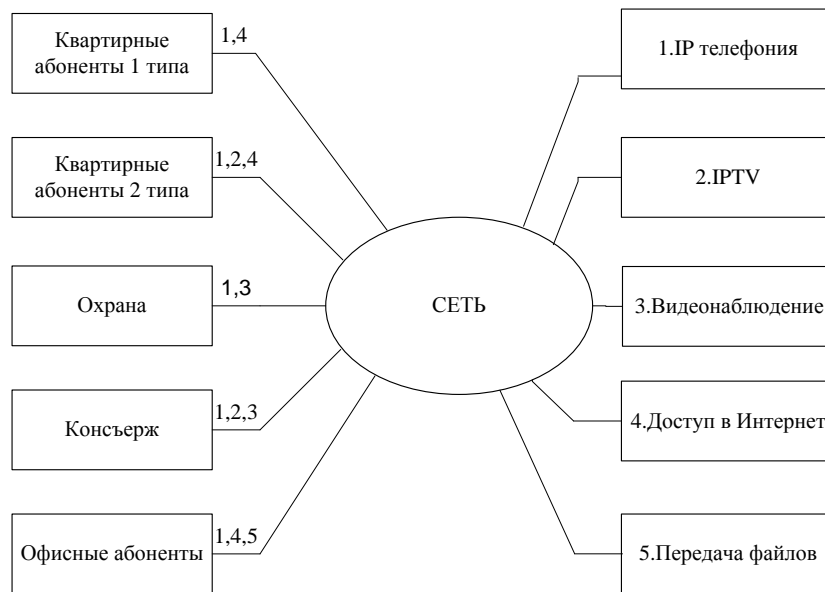 Квартирные
абоненты 1 типа
1,4
Квартирные
абоненты 2 типа
1,2,4
Охрана
1,3
Консъерж
1,2,3
Офисные абоненты
1,4,5
СЕТЬ
1.IP телефония
2.IPTV
3.Видеонаблюдение
4.Доступ в Интернет
5.Передача файлов